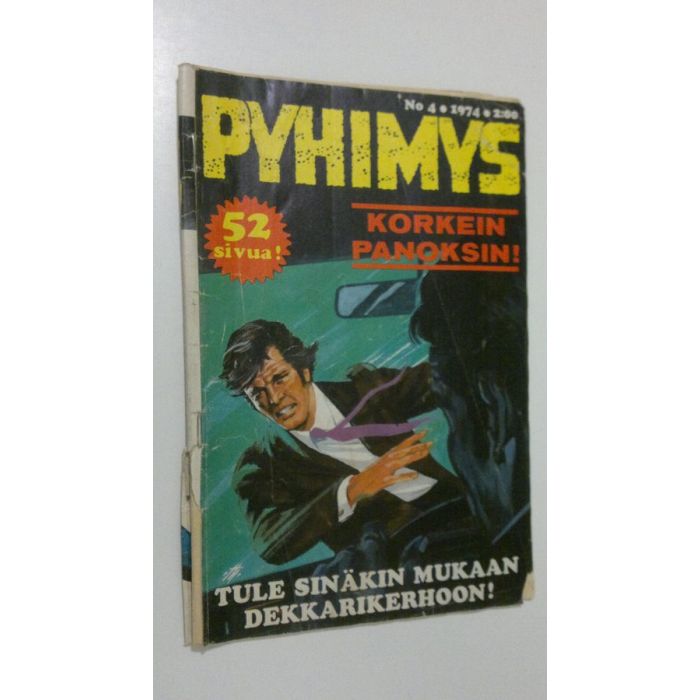 No 4 • 1974 • 2:00
PYHIMYS
52
sivua!
KORKEIN
PANOKSIN!
TULE SINÄKIN MUKAAN
DEKKARIKERHOON!